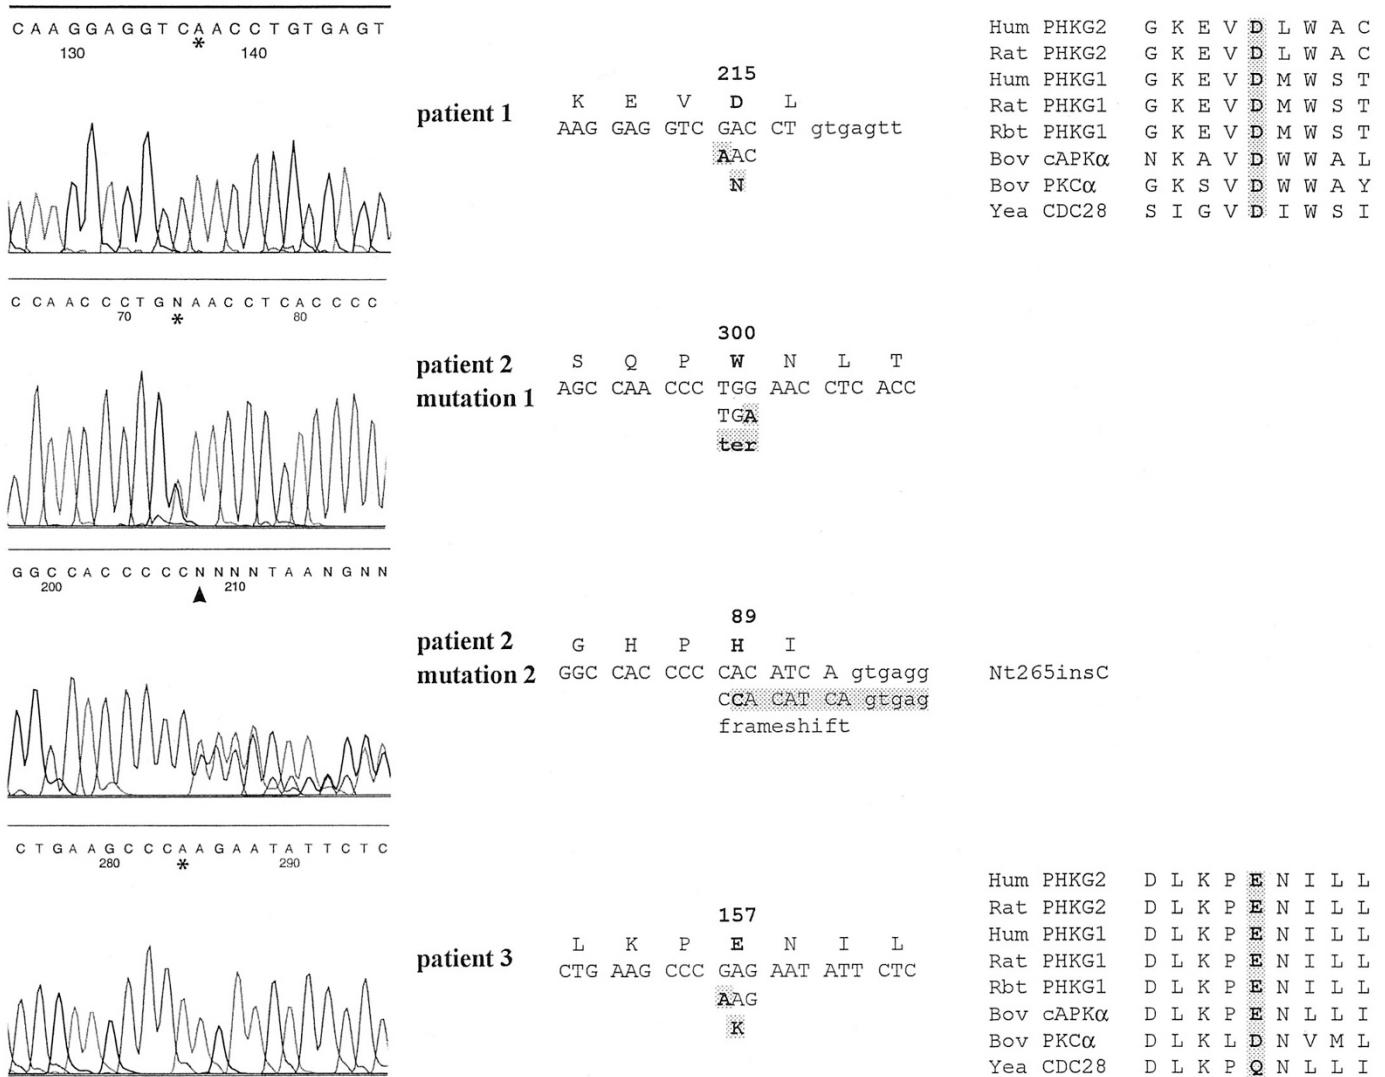 C A A G G A G G T C A A C C T G T G A G T
*
130 140
patient 1
215
K E V D L
AAG GAG GTC GAC CT gtgagtt
AAC
N
Hum PHKG2 G K E V D L W A C
Rat PHKG2 G K E V D L W A C
Hum PHKG1 G K E V D M W S T
Rat PHKG1 G K E V D M W S T
Rbt PHKG1 G K E V D M W S T
Bov cAPKα N K A V D W W A L
Bov PKCα G K S V D W W A Y
Yea CDC28 S I G V D I W S I
C C A A C C C T G N A A C C T C A C C C C
70 * 80
patient 2
mutation 1
300
S Q P W N L T
AGC CAA CCC TGG AAC CTC ACC
TGA
ter
G G C C A C C C C C N N N N T A A N G N N
200 210
patient 2
mutation 2
89
G H P H I
GGC CAC CCC CAC ATC A gtgagg
CCA CAT CA gtgag
frameshift
Nt265insC
C T G A A G C C C A A G A A T A T T C T C
280 * 290
patient 3
157
L K P E N I L
CTG AAG CCC GAG AAT ATT CTC
AAG
K
Hum PHKG2 D L K P E N I L L
Rat PHKG2 D L K P E N I L L
Hum PHKG1 D L K P E N I L L
Rat PHKG1 D L K P E N I L L
Rbt PHKG1 D L K P E N I L L
Bov cAPKα D L K P E N L L I
Bov PKCα D L K L D N V M L
Yea CDC28 D L K P Q N L L I